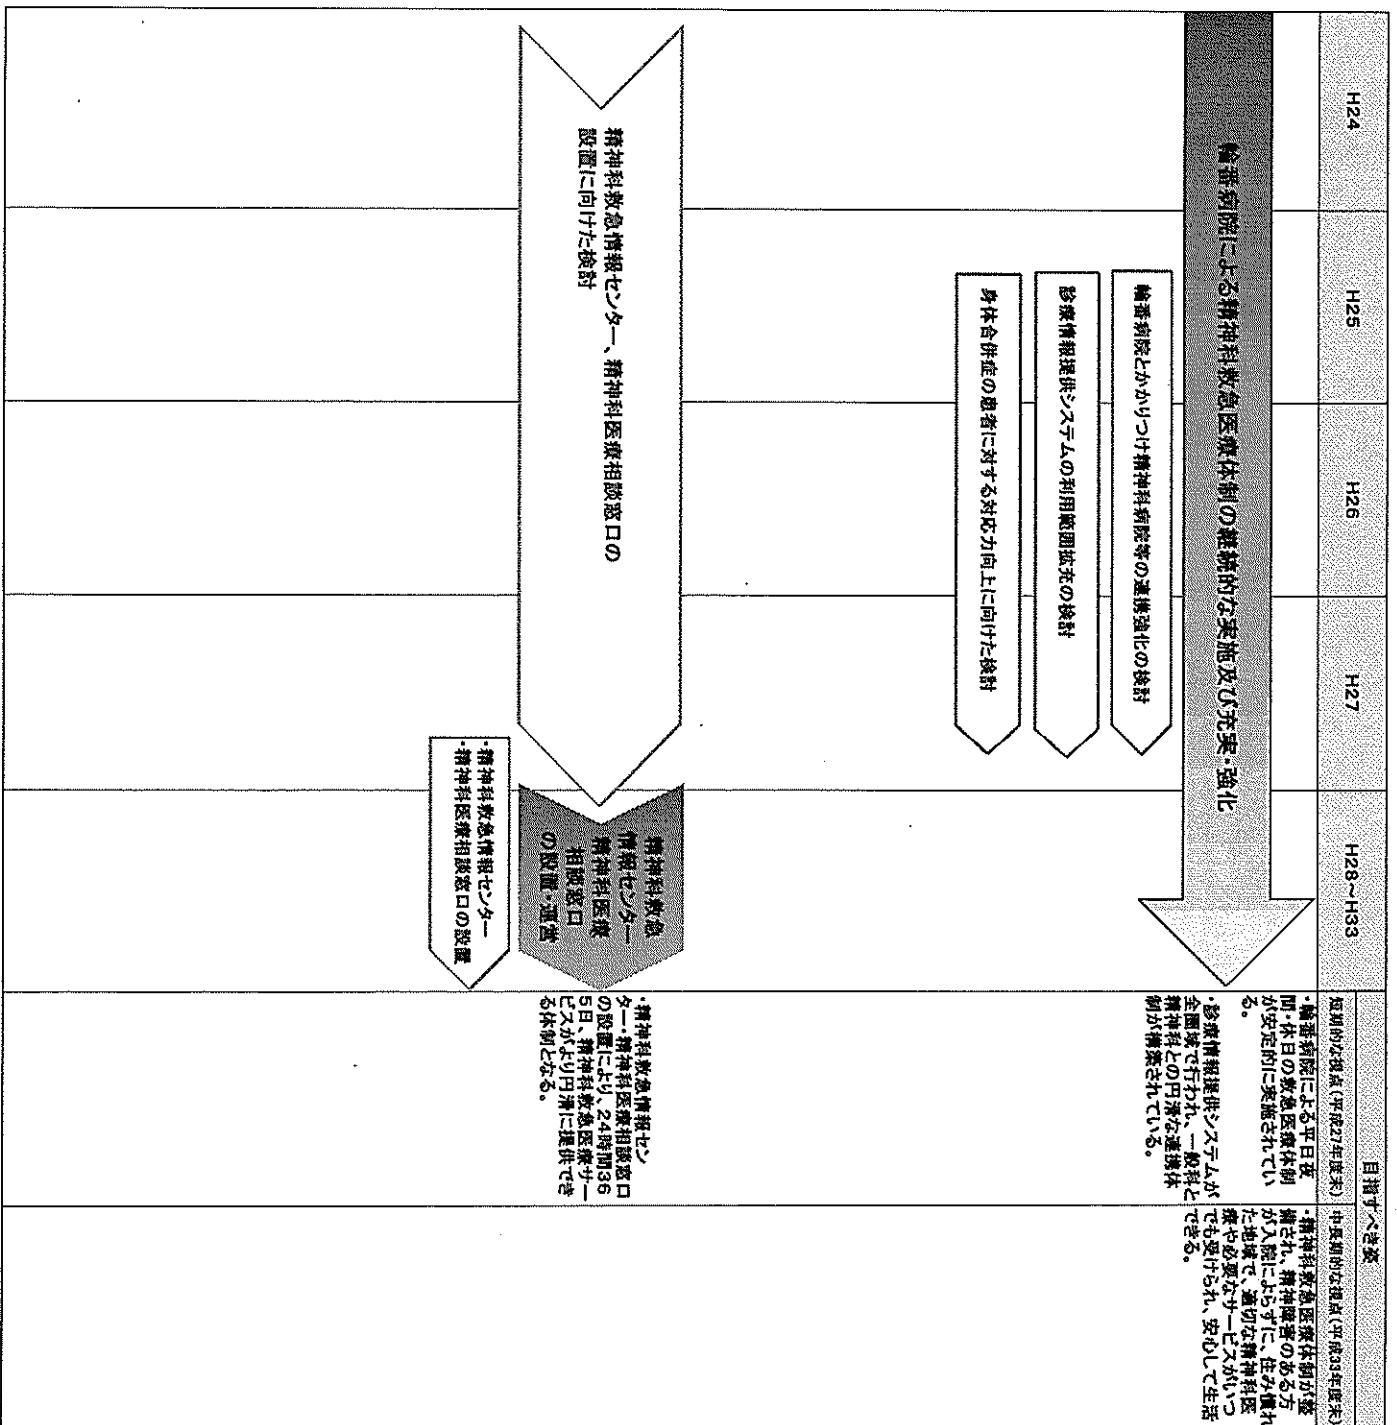 H24
H25
H26
H27
H28～H33
目指すべき姿
短期的な視点(平成27年度末)
中長期的な視点(平成33年度末)
輪番病院による精神科救急医療体制の継続的な実施及び充実・強化
輪番病院とかかりつけ精神科病院等の連携強化の検討
診療情報提供システムの利用範囲拡充の検討
身体合併症の患者に対する対応力向上に向けた検討
・輪番病院による平日夜
間・休日の救急医療体制
が安定的に実施されてい
る。
・診療情報提供システムが
全圏域で行われ、一般科と
精神科との円滑な連携体
制が構築されている。
・精神科救急医療体制が整
備され、精神障害のある方
が入院によらずに、住み慣れ
た地域で、適切な精神科医
療や必要なサービスがいつ
でも受けられ、安心して生活
できる。
精神科救急情報センター、精神科医療相談窓口の
設置に向けた検討
精神科救急
情報センター
精神科医療
相談窓口
の設置・運営
・精神科救急情報センター
・精神科医療相談窓口の設置
・精神科救急情報セン
ター・精神科医療相談窓口
の設置により、24時間36
5日、精神科救急医療サー
ビスがより円滑に提供でき
る体制となる。